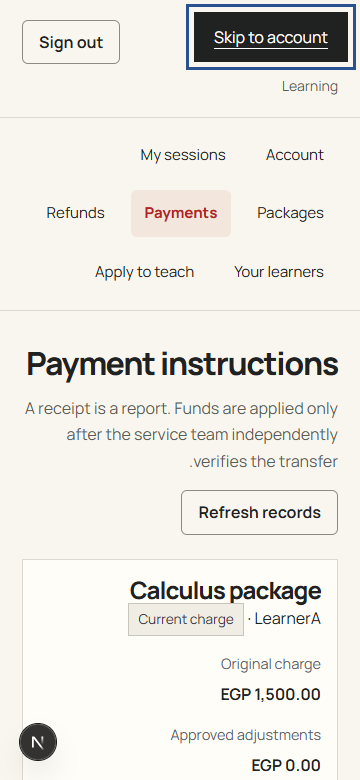 Sign out
Skip to account
Learning
My sessions
Account
Refunds
Payments
Packages
Apply to teach
Your learners
Payment instructions
A receipt is a report. Funds are applied only
after the service team independently
.verifies the transfer
Refresh records
Calculus package
Current charge · LearnerA
Original charge
EGP 1,500.00
Approved adjustments
EGP 0.00
N